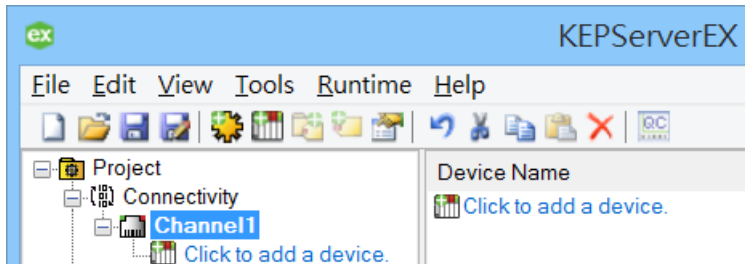 ex
KEPServerEX
File Edit View Tools Runtime Help
QC
Project
Device Name
Connectivity
Click to add a device.
Channel1
Click to add a device.